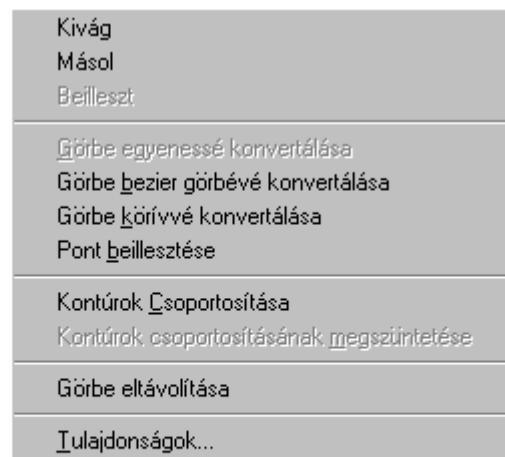 Kivág
Másol
Beilleszt
Görbe egyenessé konvertálása
Görbe bezier görbévé konvertálása
Görbe körívvé konvertálása
Pont beillesztése
Kontúrok Csoportosítása
Kontúrok csoportosításának megszüntetése
Görbe eltávolítása
Tulajdonságok...